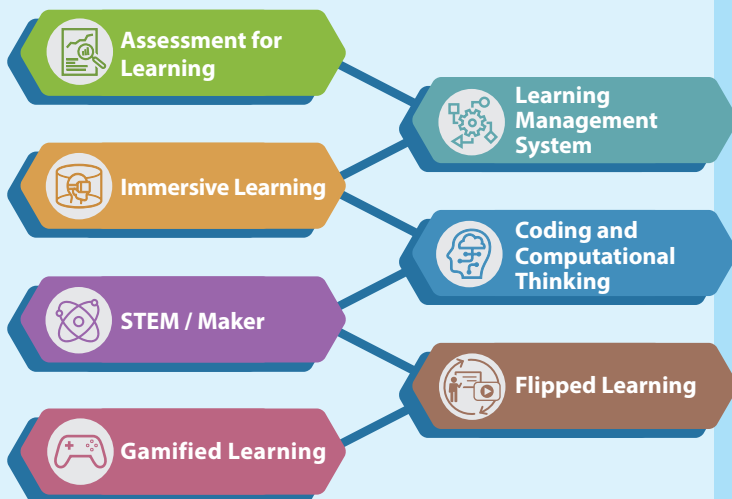 Assessment for
Learning
Learning
Management
System
Immersive Learning
Coding and
Computational
Thinking
STEM / Maker
Flipped Learning
Gamified Learning